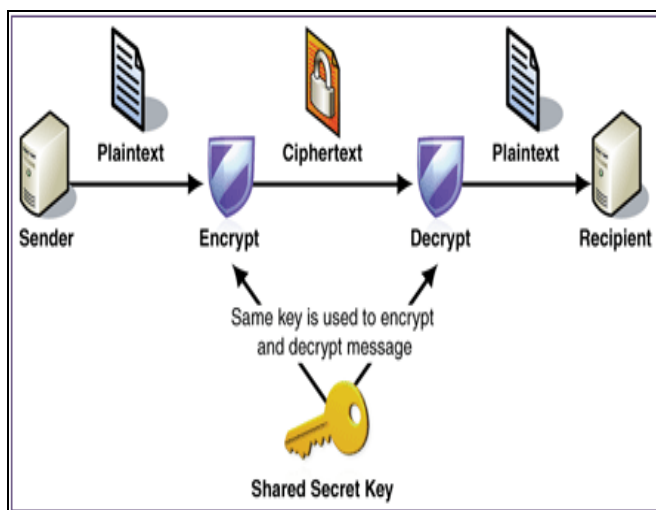 Plaintext
Ciphertext
Plaintext
Sender
Encrypt
Decrypt
Recipient
Same key is used to encrypt
and decrypt message
Shared Secret Key